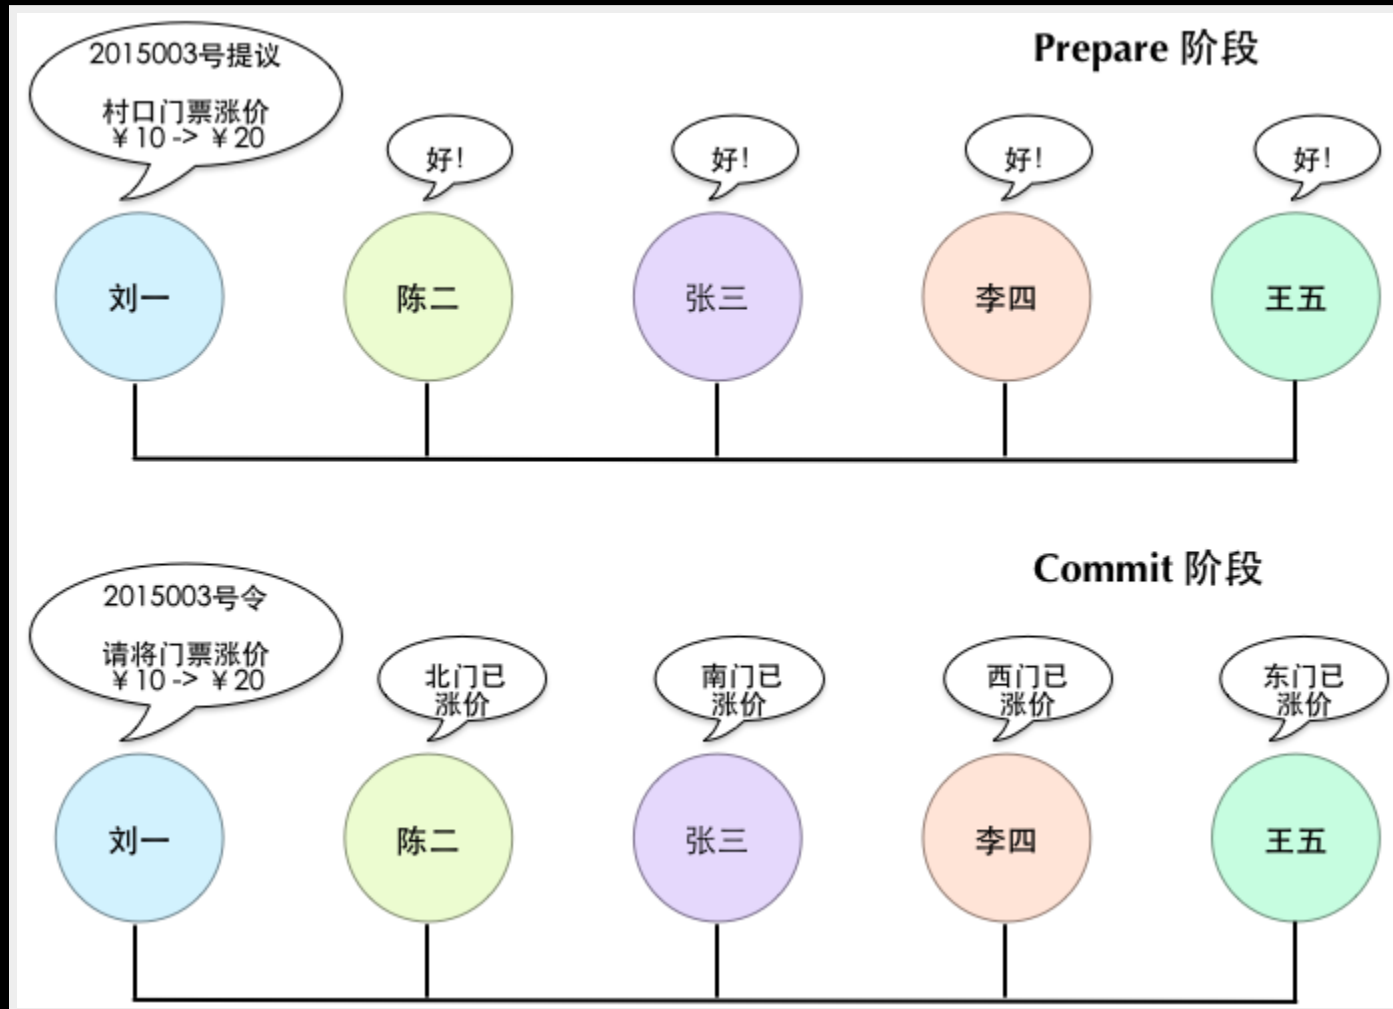 Prepare 阶段
2015003号提议
村口门票涨价
¥10 -> ¥20
好!
好!
好!
好!
刘一
陈二
张三
李四
王五
Commit 阶段
2015003号令
请将门票涨价
¥10 -> ¥20
北门已
涨价
南门已
涨价
西门已
涨价
东门已
涨价
刘一
陈二
张三
李四
王五